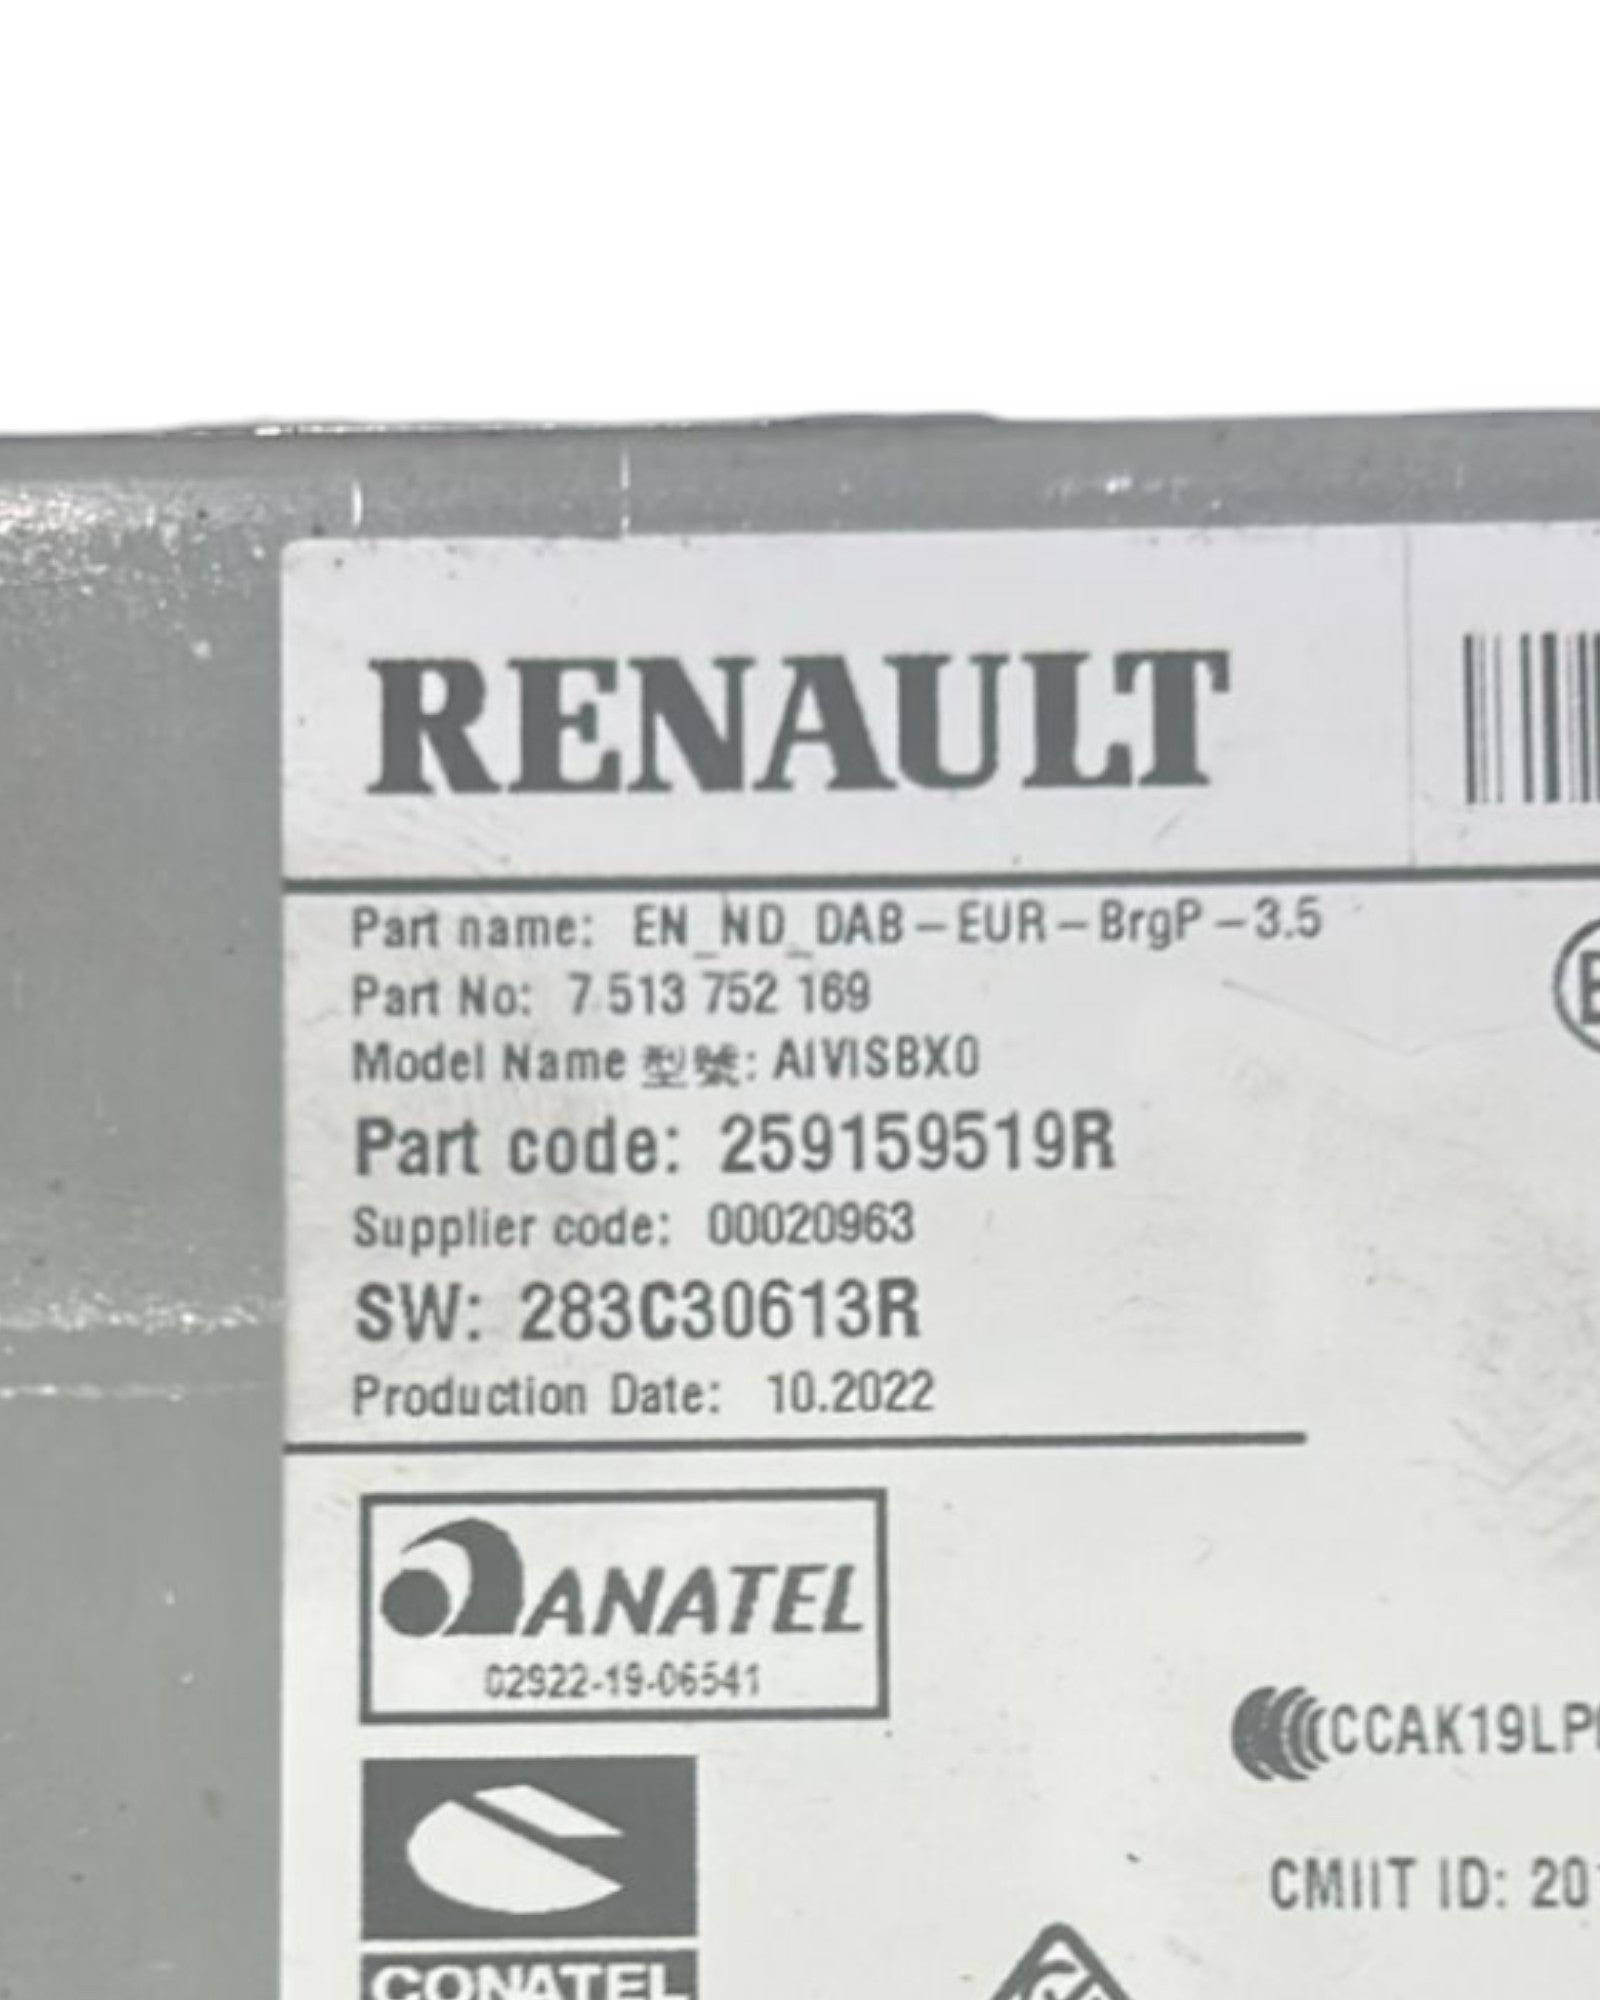 RENAULT
Part name: EN_ND_DAB-EUR-BrgP-3.5
Part No: 7 513 752 169
Model Name 型號: AIVISBX0
Part code: 259159519R
Supplier code: 00020963
SW: 283C30613R
Production Date: 10.2022
ANATEL
02922-19-06541
CCAK19LP
CMIIT ID: 201
CONATEL